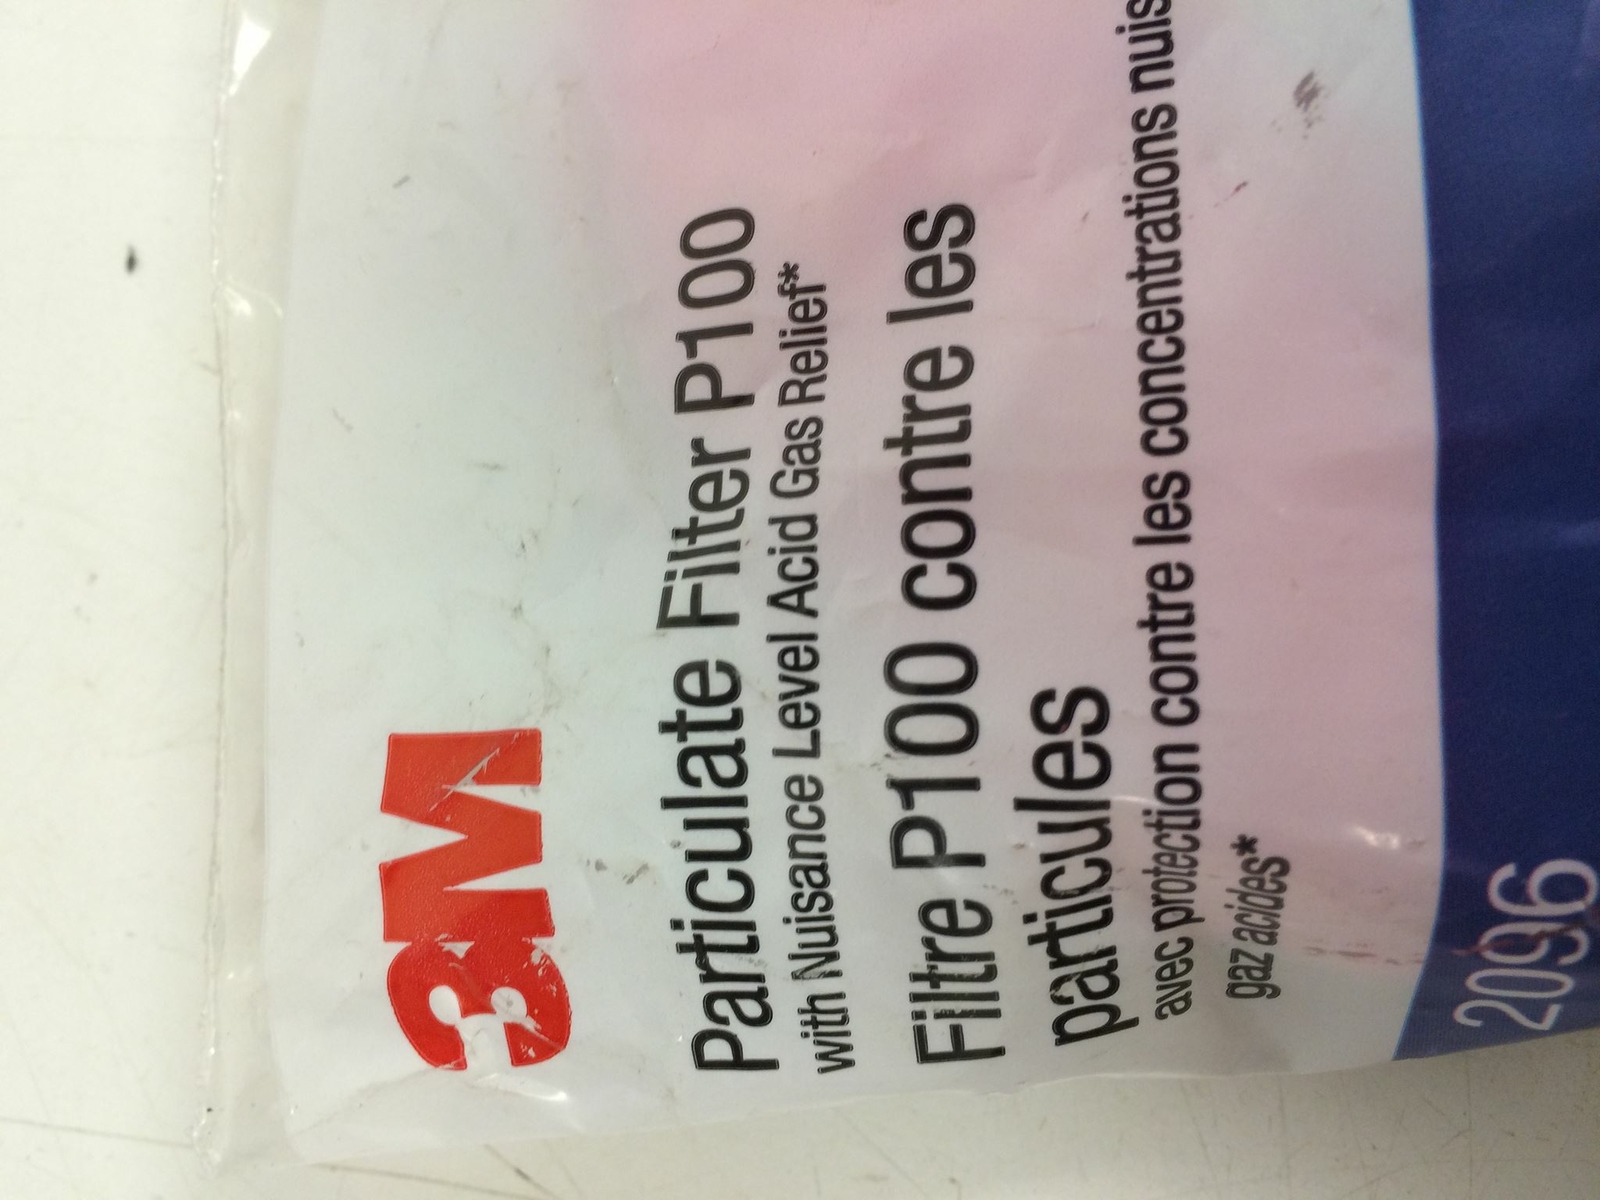 3M
Particulate Filter P100
with Nuisance Level Acid Gas Relief*
Filtre P100 contre les
particules
avec protection contre les concentrations nuis
gaz acides*
2096